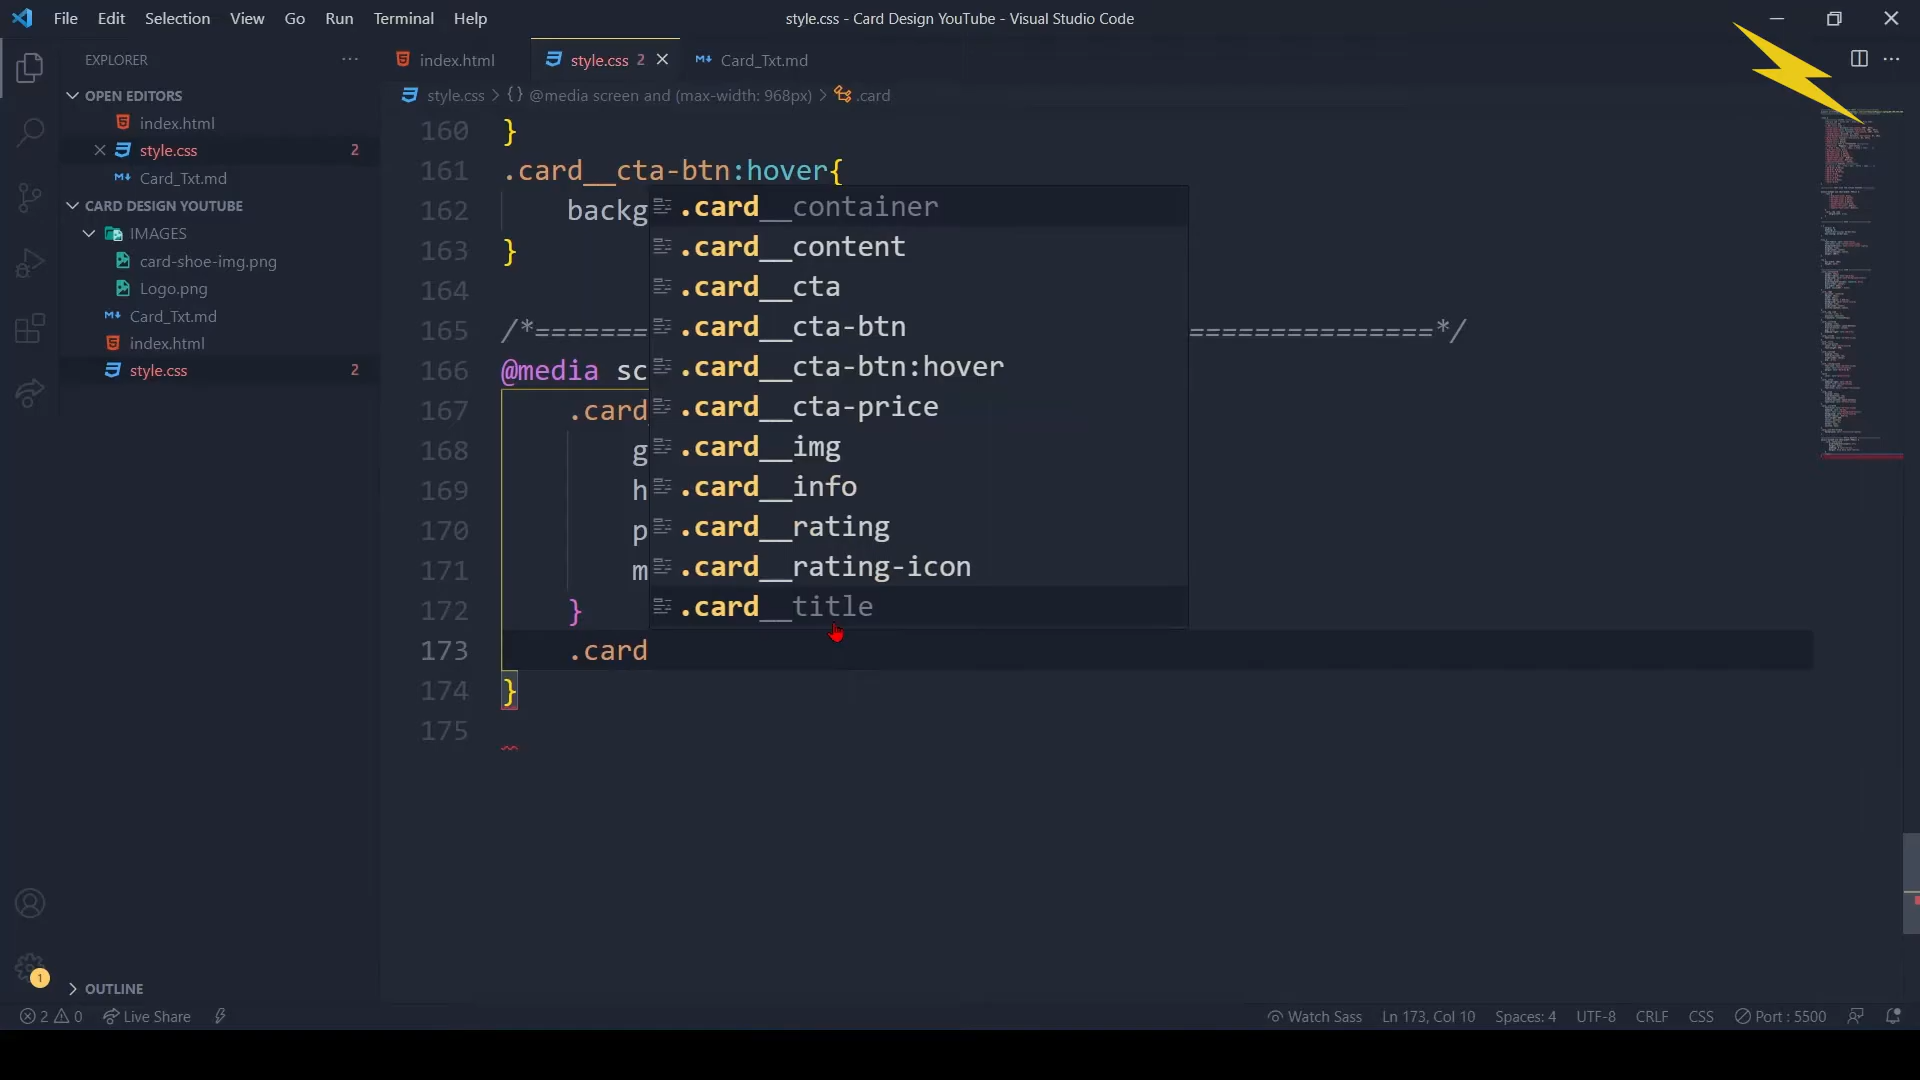 File Edit Selection View Go Run Terminal Help
style.css - Card Design YouTube - Visual Studio Code
EXPLORER
index.html
style.css 2
Card_Txt.md
OPEN EDITORS
index.html
style.css 2
Card_Txt.md
CARD DESIGN YOUTUBE
IMAGES
card-shoe-img.png
Logo.png
Card_Txt.md
index.html
style.css 2
OUTLINE
style.css > {} @media screen and (max-width: 968px) > .card
160 }
161 .card__cta-btn:hover{
162 backg
163 }
164
165 /*==============================*/
166 @media sc
167 .card
168 g
169 h
170 p
171 m
172 }
173 .card
174 }
175
.card__container
.card__content
.card__cta
.card__cta-btn
.card__cta-btn:hover
.card__cta-price
.card__img
.card__info
.card__rating
.card__rating-icon
.card__title
1
2 0 Live Share
Watch Sass Ln 173, Col 10 Spaces: 4 UTF-8 CRLF CSS Port : 5500